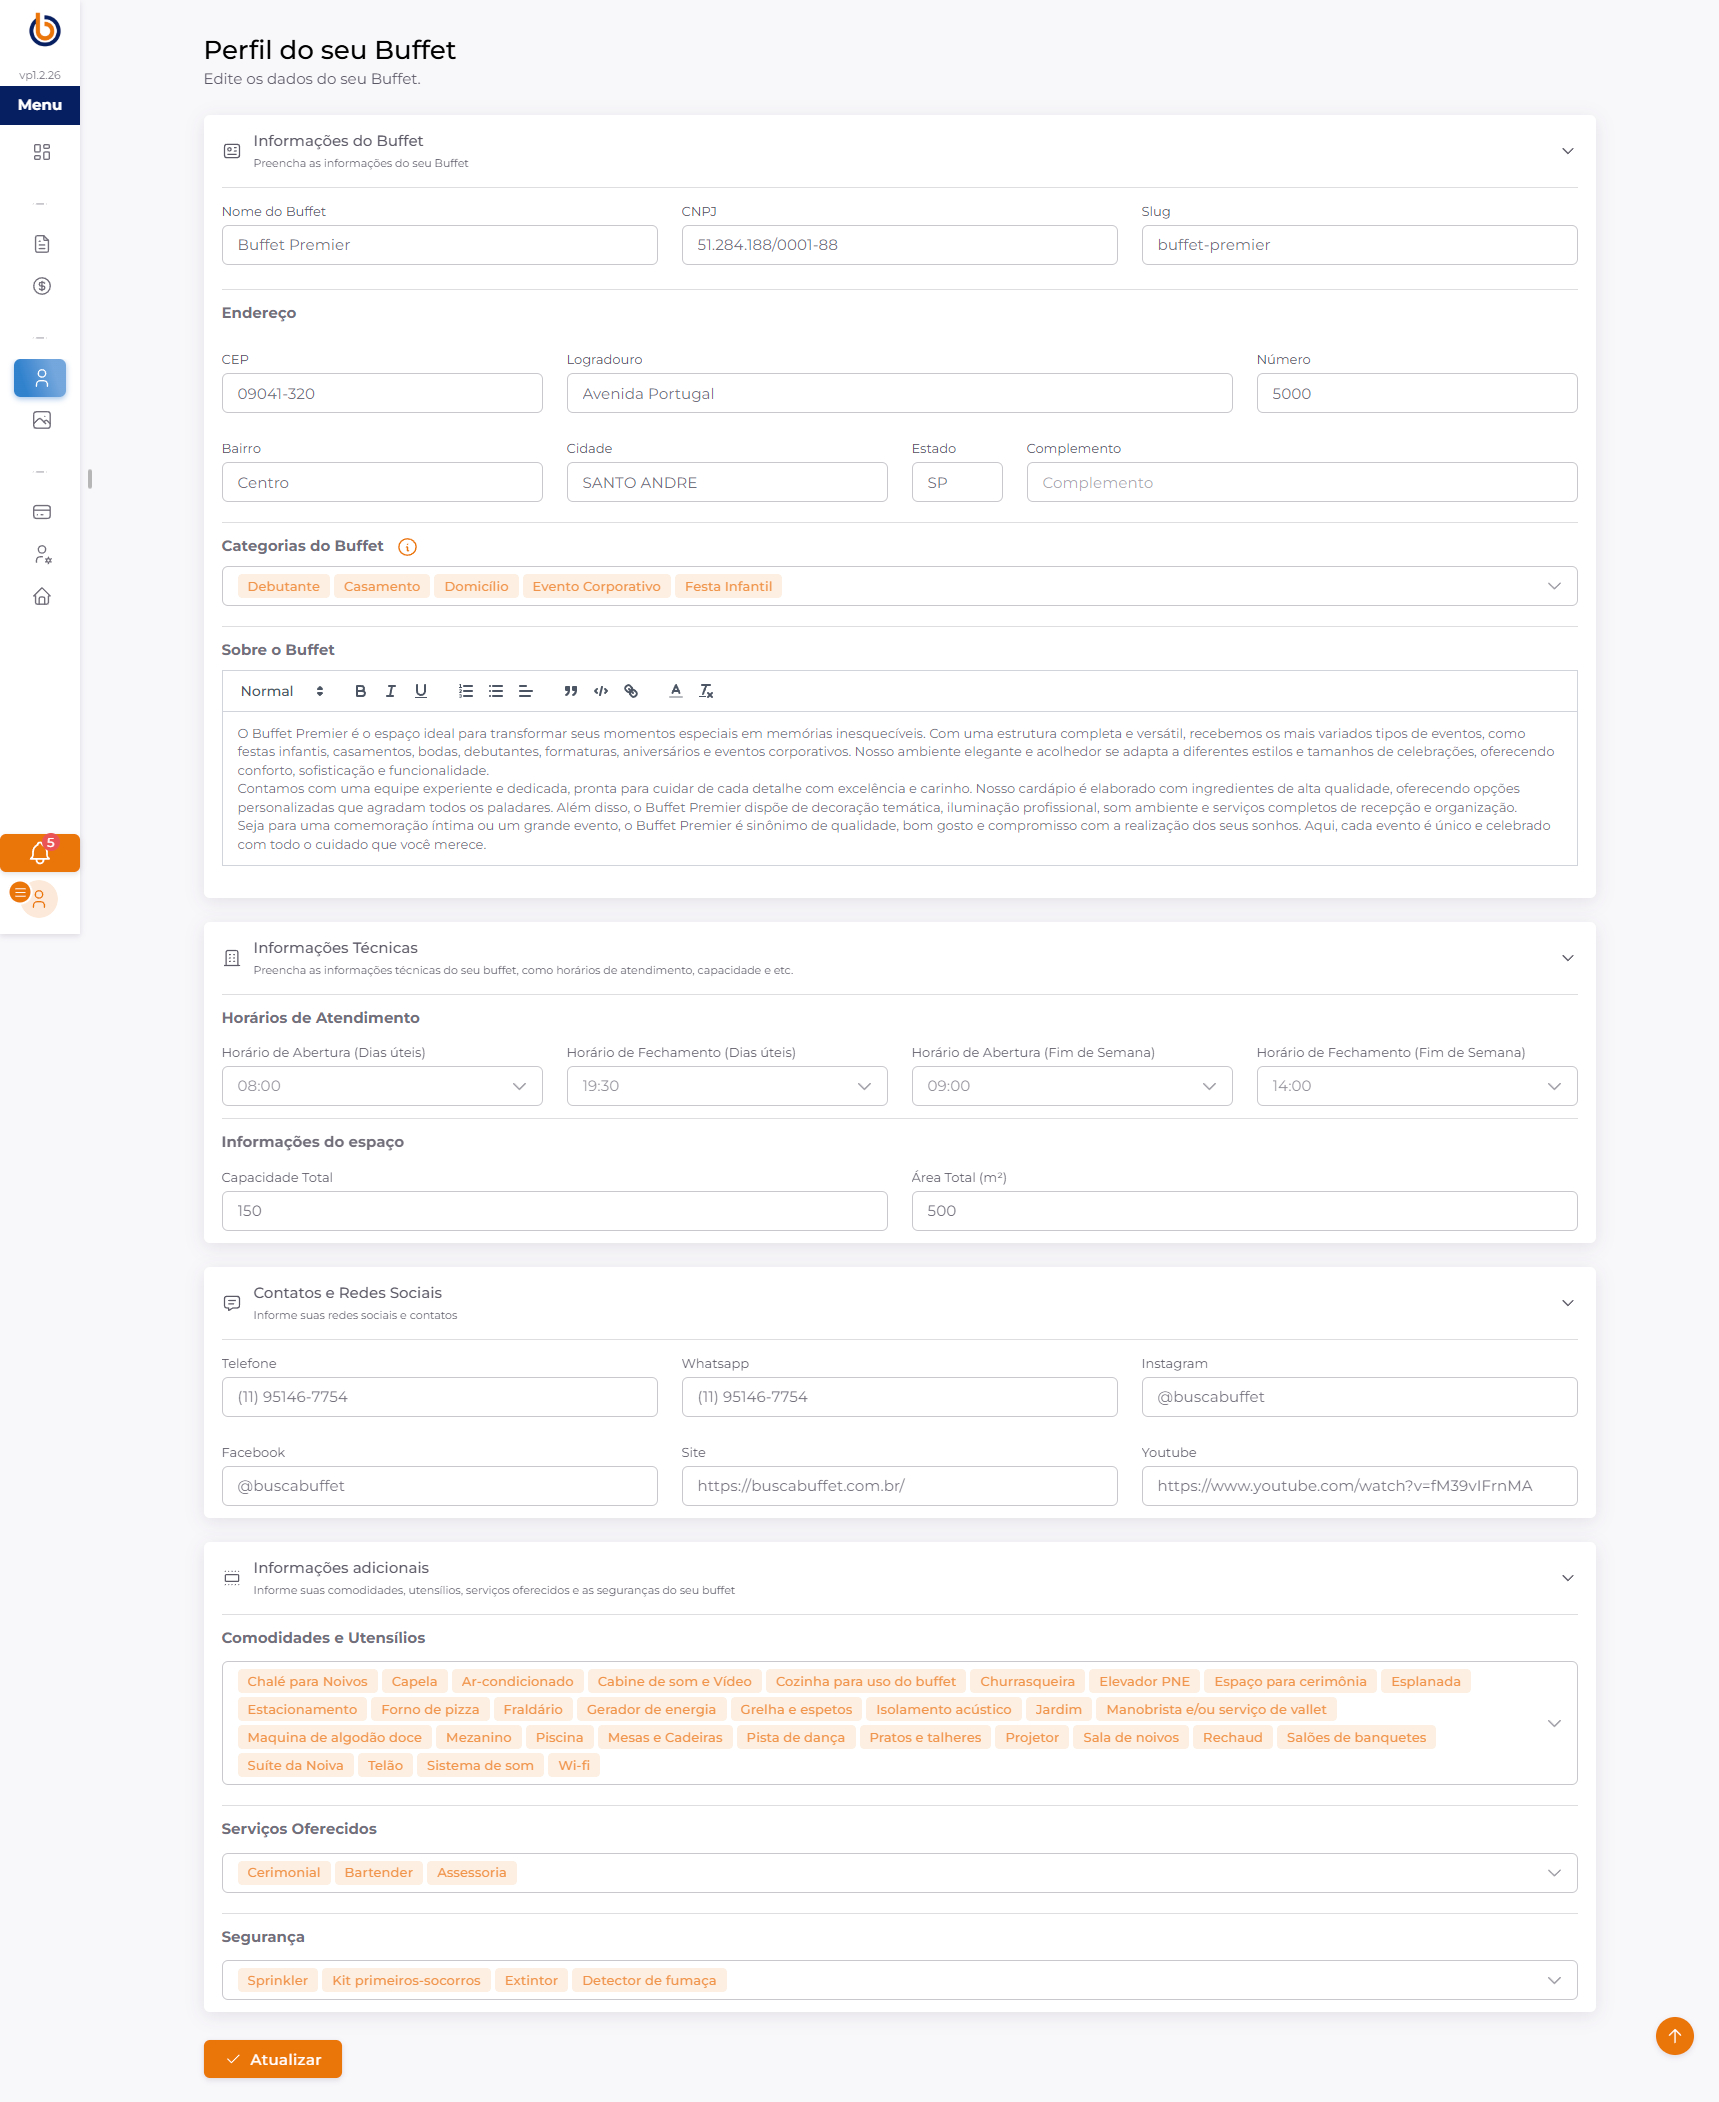 vp1.2.26
Menu
5
Perfil do seu Buffet
Edite os dados do seu Buffet.
Informações do Buffet
Preencha as informações do seu Buffet
Nome do Buffet CNPJ Slug
Buffet Premier 51.284.188/0001-88 buffet-premier
Endereço
CEP Logradouro Número
09041-320 Avenida Portugal 5000
Bairro Cidade Estado Complemento
Centro SANTO ANDRE SP Complemento
Categorias do Buffet
Debutante Casamento Domicílio Evento Corporativo Festa Infantil
Sobre o Buffet
Normal
O Buffet Premier é o espaço ideal para transformar seus momentos especiais em memórias inesquecíveis. Com uma estrutura completa e versátil, recebemos os mais variados tipos de eventos, como
festas infantis, casamentos, bodas, debutantes, formaturas, aniversários e eventos corporativos. Nosso ambiente elegante e acolhedor se adapta a diferentes estilos e tamanhos de celebrações, oferecendo
conforto, sofisticação e funcionalidade.
Contamos com uma equipe experiente e dedicada, pronta para cuidar de cada detalhe com excelência e carinho. Nosso cardápio é elaborado com ingredientes de alta qualidade, oferecendo opções
personalizadas que agradam todos os paladares. Além disso, o Buffet Premier dispõe de decoração temática, iluminação profissional, som ambiente e serviços completos de recepção e organização.
Seja para uma comemoração íntima ou um grande evento, o Buffet Premier é sinônimo de qualidade, bom gosto e compromisso com a realização dos seus sonhos. Aqui, cada evento é único e celebrado
com todo o cuidado que você merece.
Informações Técnicas
Preencha as informações técnicas do seu buffet, como horários de atendimento, capacidade e etc.
Horários de Atendimento
Horário de Abertura (Dias úteis) Horário de Fechamento (Dias úteis) Horário de Abertura (Fim de Semana) Horário de Fechamento (Fim de Semana)
08:00 19:30 09:00 14:00
Informações do espaço
Capacidade Total Área Total (m²)
150 500
Contatos e Redes Sociais
Informe suas redes sociais e contatos
Telefone Whatsapp Instagram
(11) 95146-7754 (11) 95146-7754 @buscabuffet
Facebook Site Youtube
@buscabuffet https://buscabuffet.com.br/ https://www.youtube.com/watch?v=fM39vIFrnMA
Informações adicionais
Informe suas comodidades, utensílios, serviços oferecidos e as seguranças do seu buffet
Comodidades e Utensílios
Chalé para Noivos Capela Ar-condicionado Cabine de som e Vídeo Cozinha para uso do buffet Churrasqueira Elevador PNE Espaço para cerimônia Esplanada
Estacionamento Forno de pizza Fraldário Gerador de energia Grelha e espetos Isolamento acústico Jardim Manobrista e/ou serviço de vallet
Maquina de algodão doce Mezanino Piscina Mesas e Cadeiras Pista de dança Pratos e talheres Projetor Sala de noivos Rechaud Salões de banquetes
Suíte da Noiva Telão Sistema de som Wi-fi
Serviços Oferecidos
Cerimonial Bartender Assessoria
Segurança
Sprinkler Kit primeiros-socorros Extintor Detector de fumaça
Atualizar